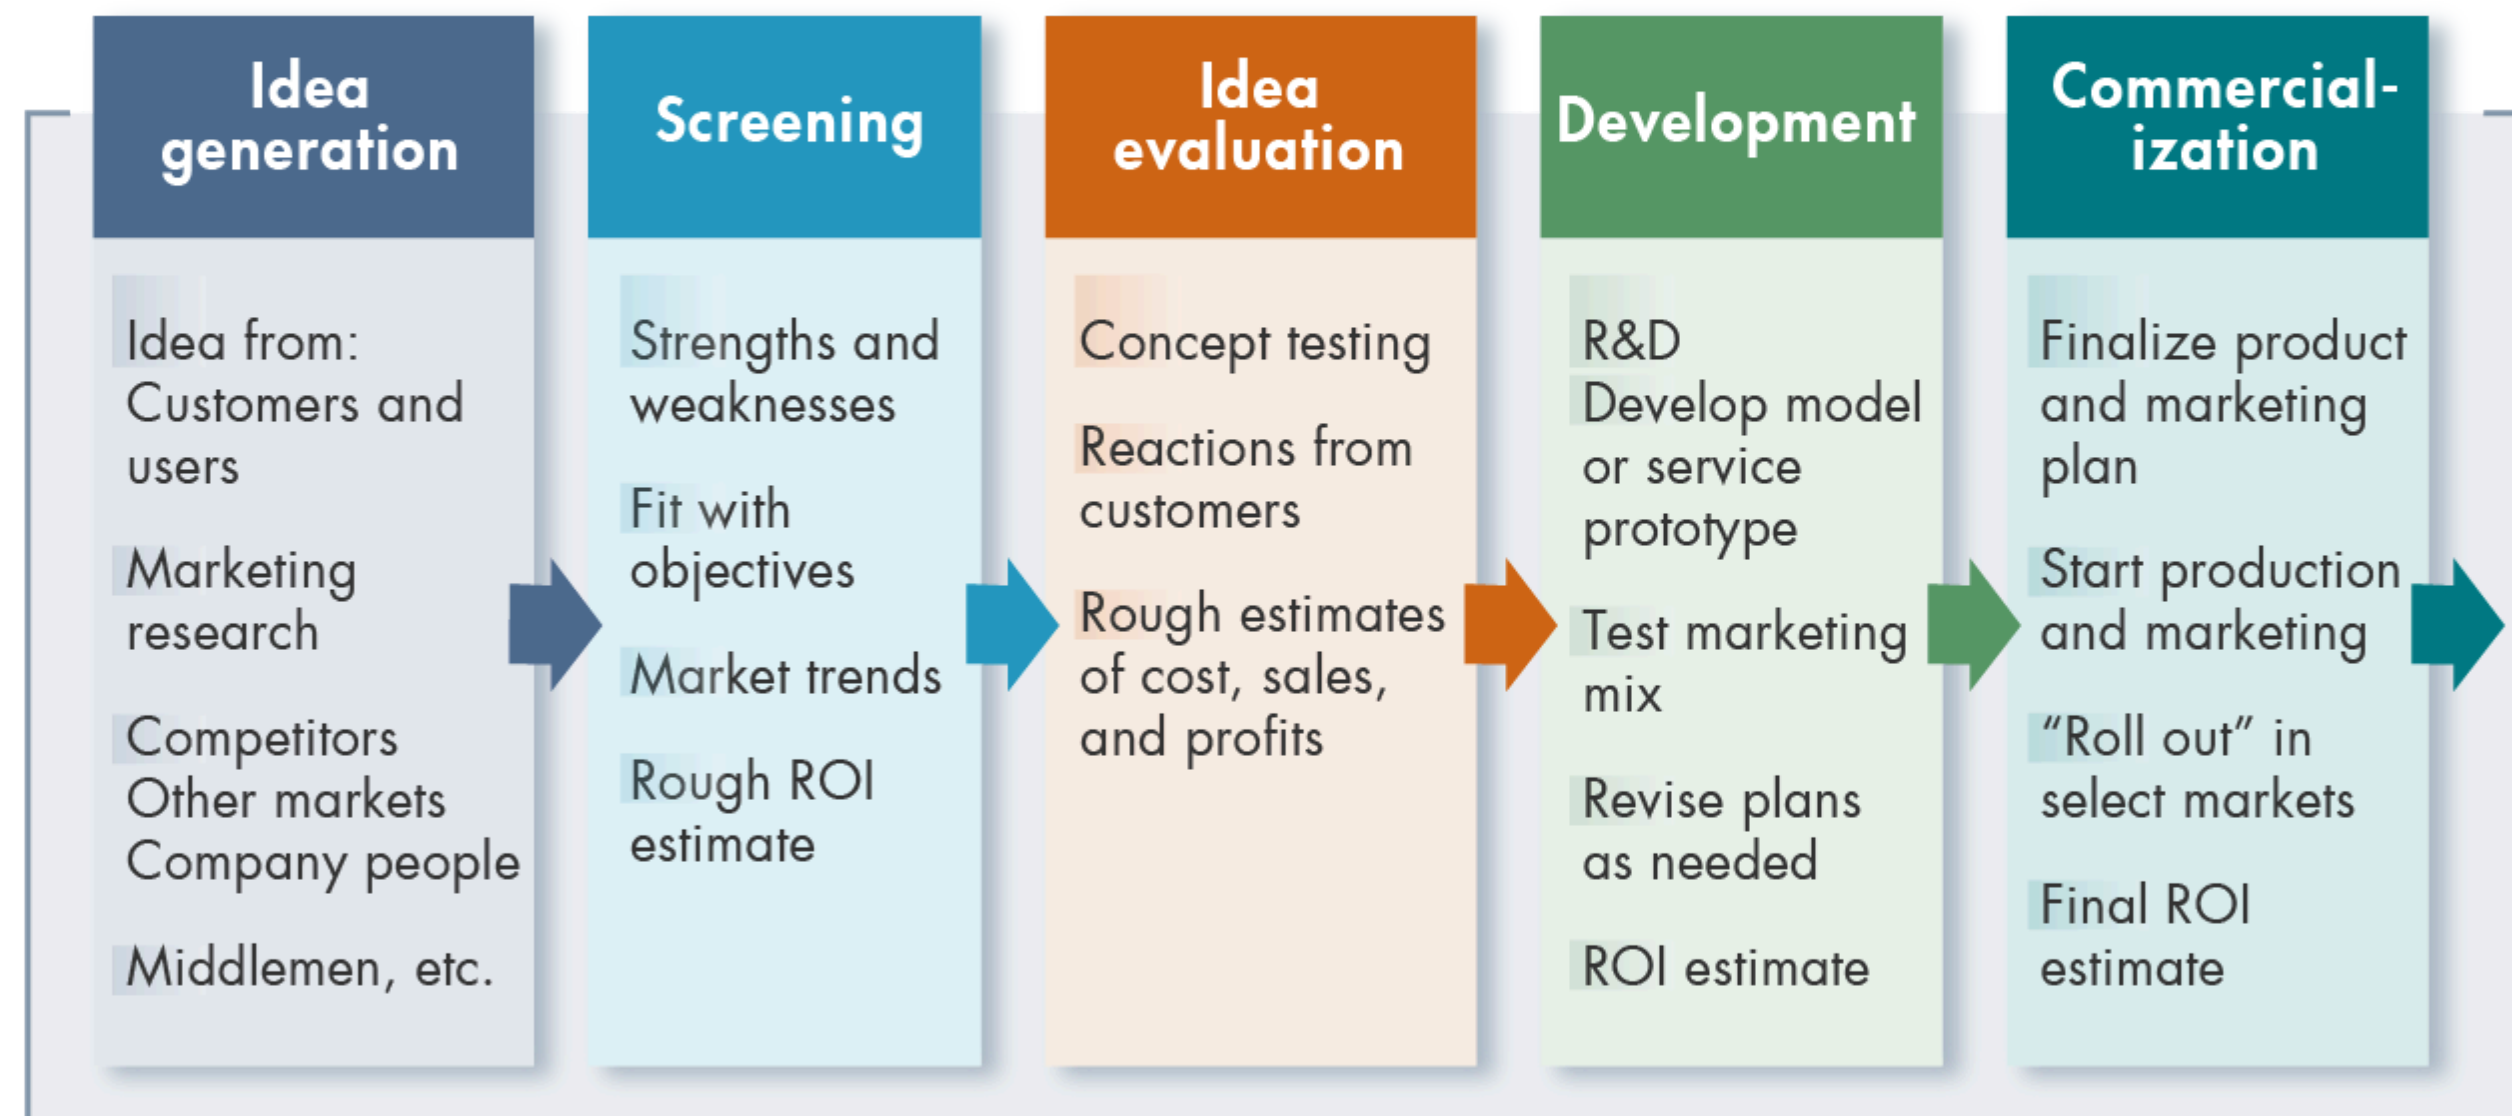 Idea
generation
Idea from:
Customers and
users
Marketing
research
Competitors
Other markets
Company people
Middlemen, etc.
Screening
Strengths and
weaknesses
Fit with
objectives
Market trends
Rough ROI
estimate
Idea
evaluation
Concept testing
Reactions from
customers
Rough estimates
of cost, sales,
and profits
Development
R&D
Develop model
or service
prototype
Test marketing
mix
Revise plans
as needed
ROI estimate
Commercial-
ization
Finalize product
and marketing
plan
Start production
and marketing
“Roll out” in
select markets
Final ROI
estimate